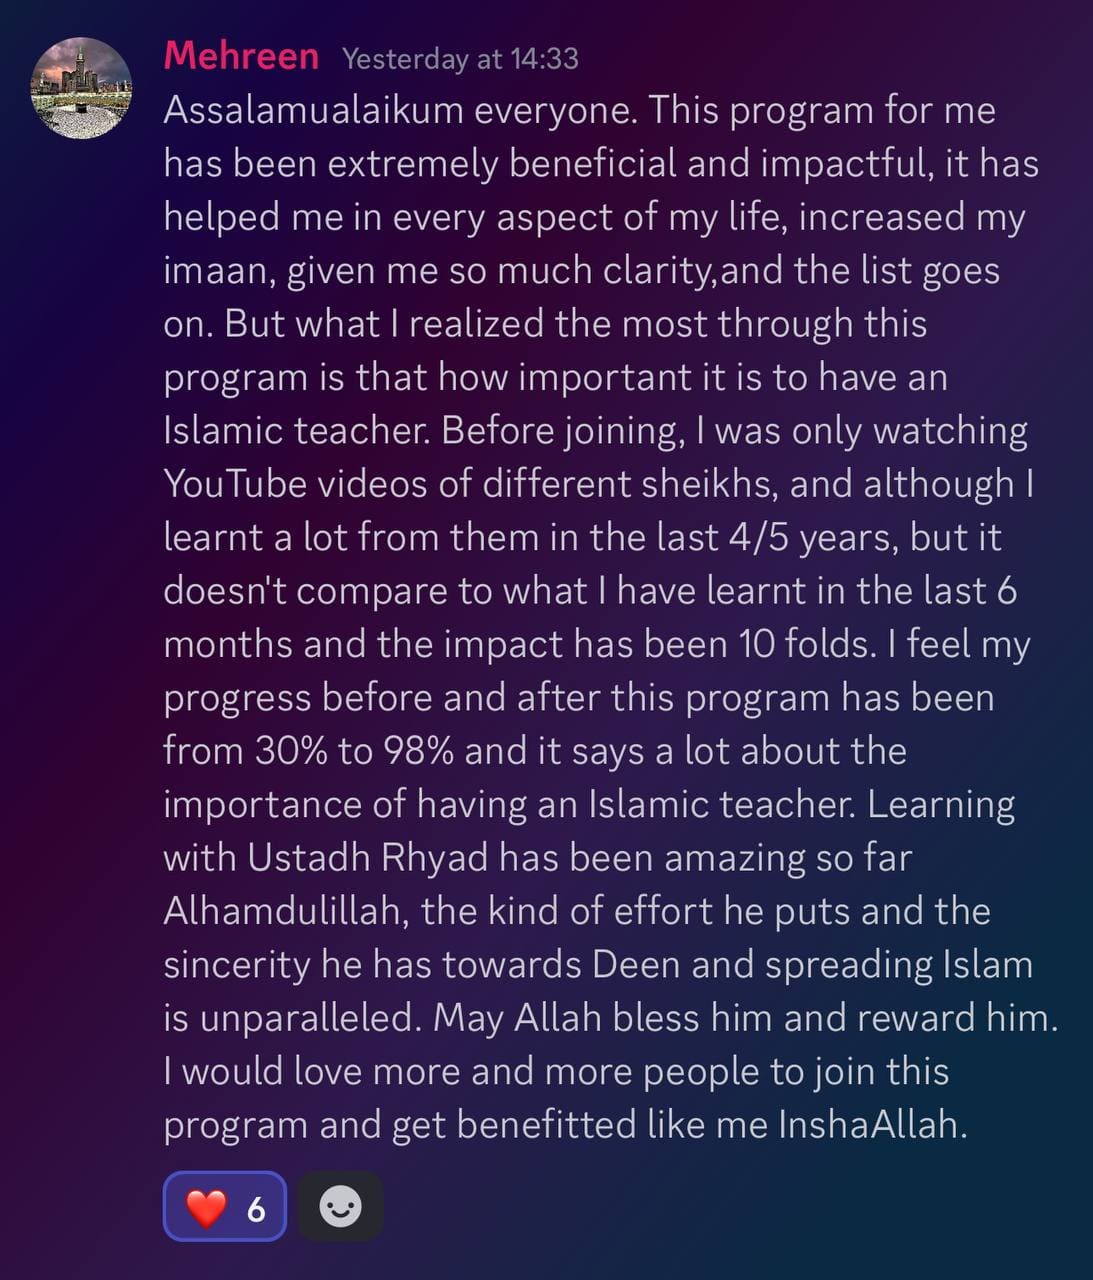 Mehreen Yesterday at 14:33
Assalamualaikum everyone. This program for me
has been extremely beneficial and impactful, it has
helped me in every aspect of my life, increased my
imaan, given me so much clarity,and the list goes
on. But what I realized the most through this
program is that how important it is to have an
Islamic teacher. Before joining, I was only watching
YouTube videos of different sheikhs, and although I
learnt a lot from them in the last 4/5 years, but it
doesn't compare to what I have learnt in the last 6
months and the impact has been 10 folds. I feel my
progress before and after this program has been
from 30% to 98% and it says a lot about the
importance of having an Islamic teacher. Learning
with Ustadh Rhyad has been amazing so far
Alhamdulillah, the kind of effort he puts and the
sincerity he has towards Deen and spreading Islam
is unparalleled. May Allah bless him and reward him.
I would love more and more people to join this
program and get benefitted like me InshaAllah.
6